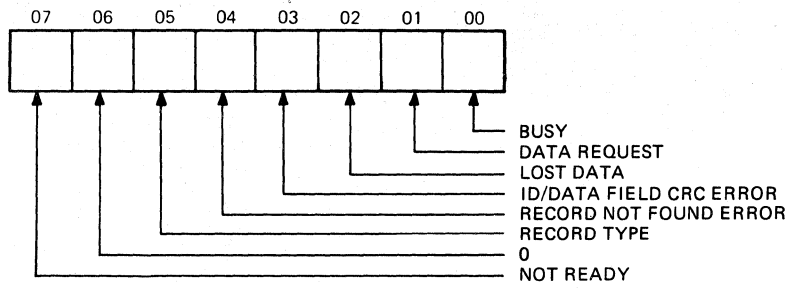 07 06 05 04 03 02 01 00
BUSY
DATA REQUEST
LOST DATA
ID/DATA FIELD CRC ERROR
RECORD NOT FOUND ERROR
RECORD TYPE
0
NOT READY